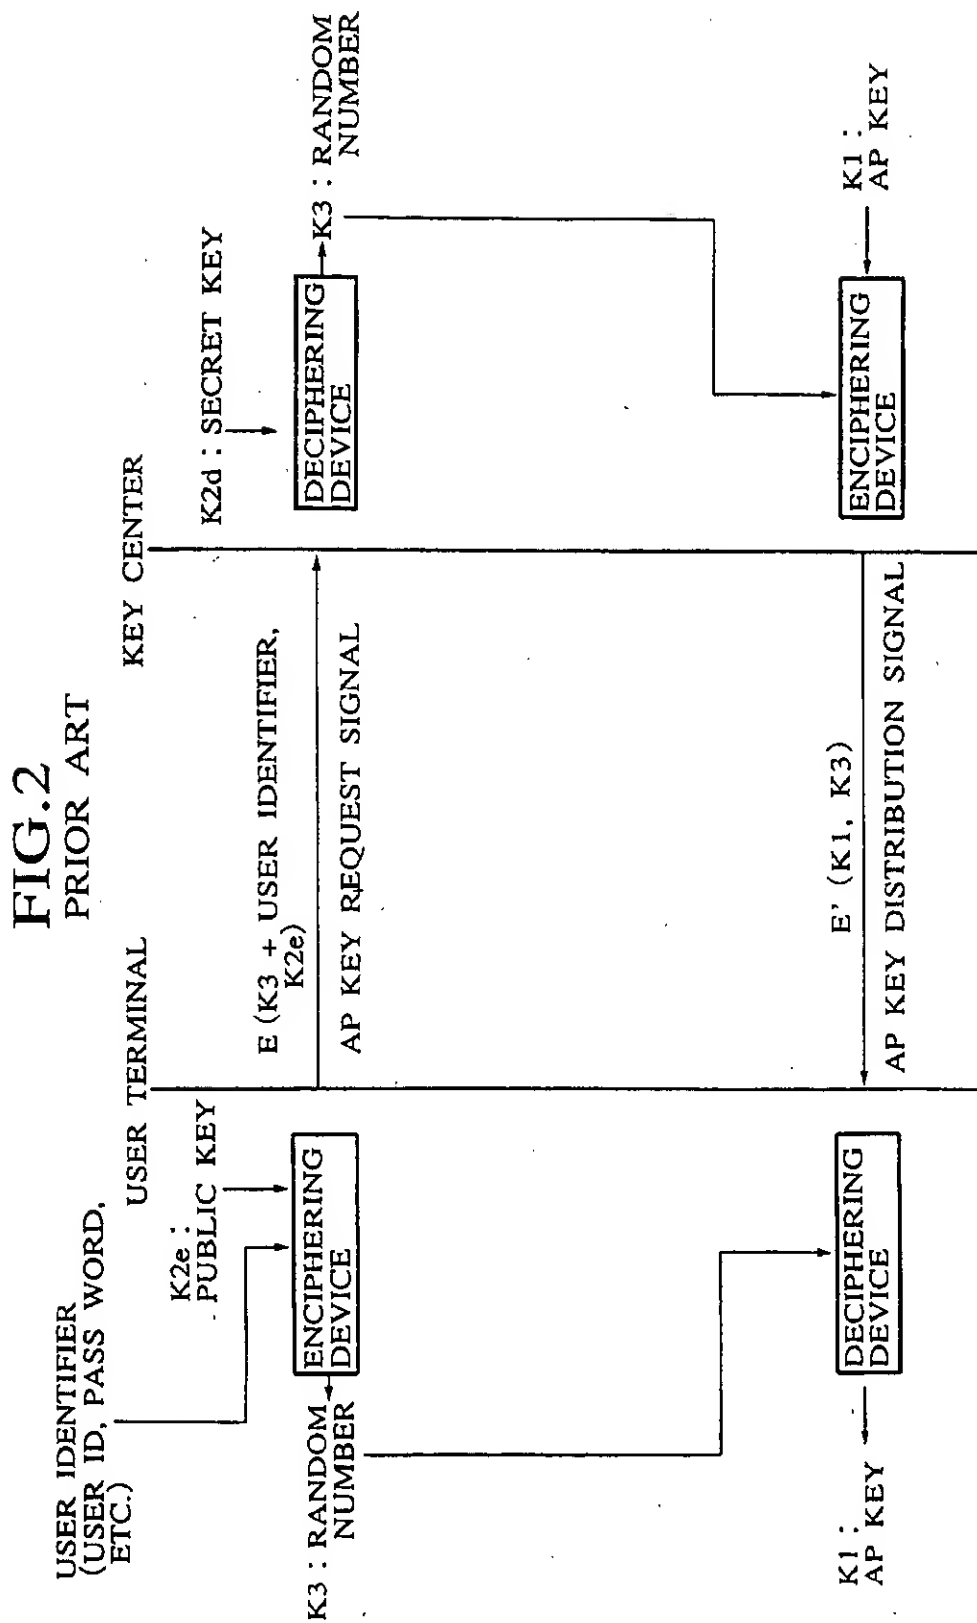 FIG.2
PRIOR ART
USER TERMINAL
KEY CENTER
USER IDENTIFIER
(USER ID, PASS WORD,
ETC.)
K2e :
PUBLIC KEY
ENCIPHERING
DEVICE
K3 : RANDOM
NUMBER
E (K3 + USER IDENTIFIER,
K2e)
AP KEY REQUEST SIGNAL
K2d : SECRET KEY
DECIPHERING
DEVICE
K3 : RANDOM
NUMBER
K1 :
AP KEY
DECIPHERING
DEVICE
E' (K1, K3)
AP KEY DISTRIBUTION SIGNAL
ENCIPHERING
DEVICE
K1 :
AP KEY